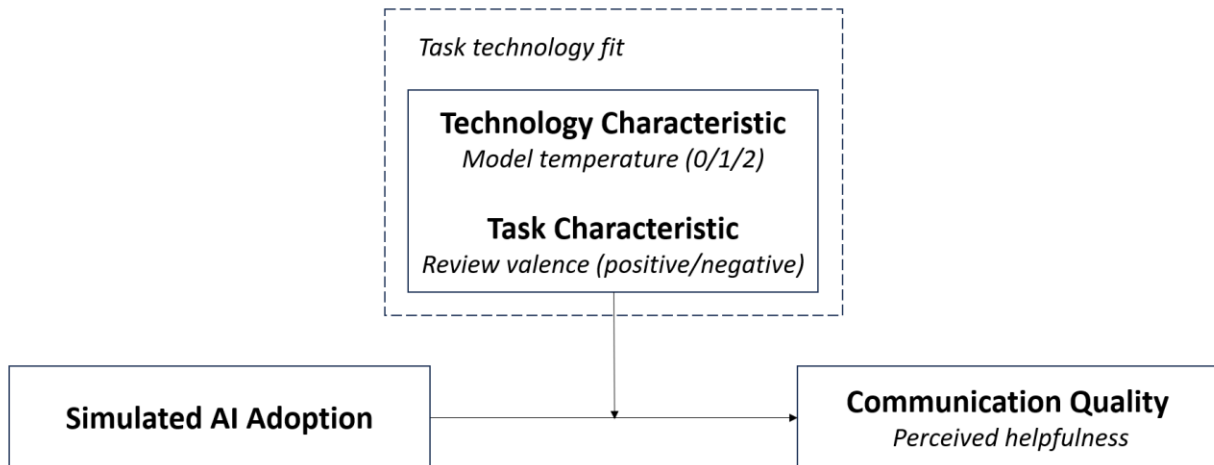 Task technology fit
Technology Characteristic
Model temperature (0/1/2)
Task Characteristic
Review valence (positive/negative)
Simulated AI Adoption
Communication Quality
Perceived helpfulness